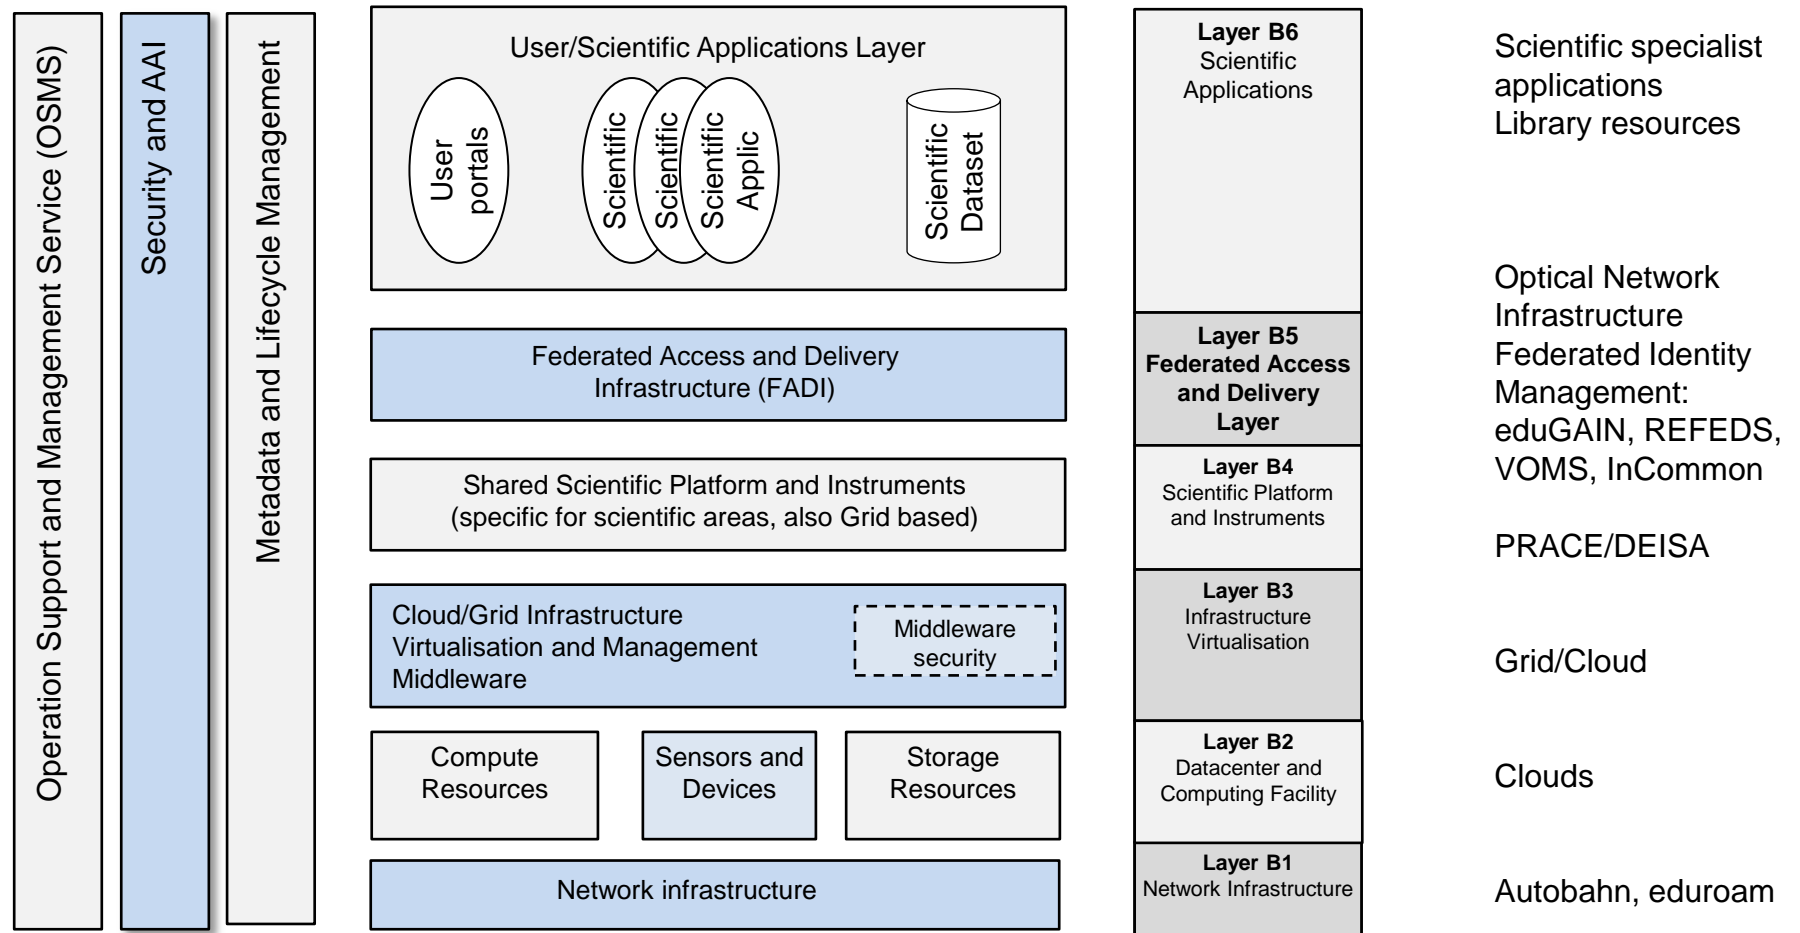 Operation Support and Management Service (OSMS)
Security and AAI
Metadata and Lifecycle Management
User/Scientific Applications Layer
User
portals
Scientific
Scientific
Scientific
Applic
Scientific
Dataset
Federated Access and Delivery
Infrastructure (FADI)
Shared Scientific Platform and Instruments
(specific for scientific areas, also Grid based)
Cloud/Grid Infrastructure
Virtualisation and Management
Middleware
Middleware
security
Compute
Resources
Sensors and
Devices
Storage
Resources
Network infrastructure
Layer B6
Scientific
Applications
Layer B5
Federated Access
and Delivery
Layer
Layer B4
Scientific Platform
and Instruments
Layer B3
Infrastructure
Virtualisation
Layer B2
Datacenter and
Computing Facility
Layer B1
Network Infrastructure
Scientific specialist
applications
Library resources
Optical Network
Infrastructure
Federated Identity
Management:
eduGAIN, REFEDS,
VOMS, InCommon
PRACE/DEISA
Grid/Cloud
Clouds
Autobahn, eduroam